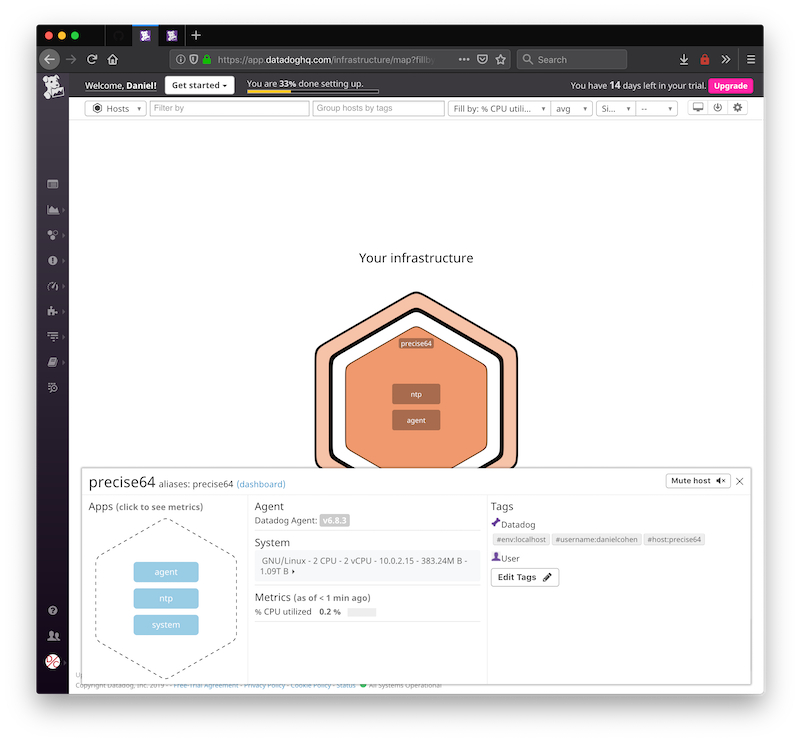 https://app.datadoghq.com/infrastructure/map?fillb
Search
Welcome, Daniel!
Get started
You are 33% done setting up.
You have 14 days left in your trial.
Upgrade
Hosts
Filter by
Group hosts by tags
Fill by: % CPU utiliz...
avg
Si...
--
Your infrastructure
precise64
ntp
agent
precise64 aliases: precise64 (dashboard)
Mute host
Apps (click to see metrics)
agent
ntp
system
Agent
Datadog Agent: v6.8.3
System
GNU/Linux - 2 CPU - 2 vCPU - 10.0.2.15 - 383.24M B -
1.09T B
Metrics (as of < 1 min ago)
% CPU utilized 0.2 %
Tags
Datadog
#env:localhost #username:danielcohen #host:precise64
User
Edit Tags
Copyright Datadog, Inc. 2019 - Free-Trial Agreement - Privacy Policy - Cookie Policy - Status All Systems Operational